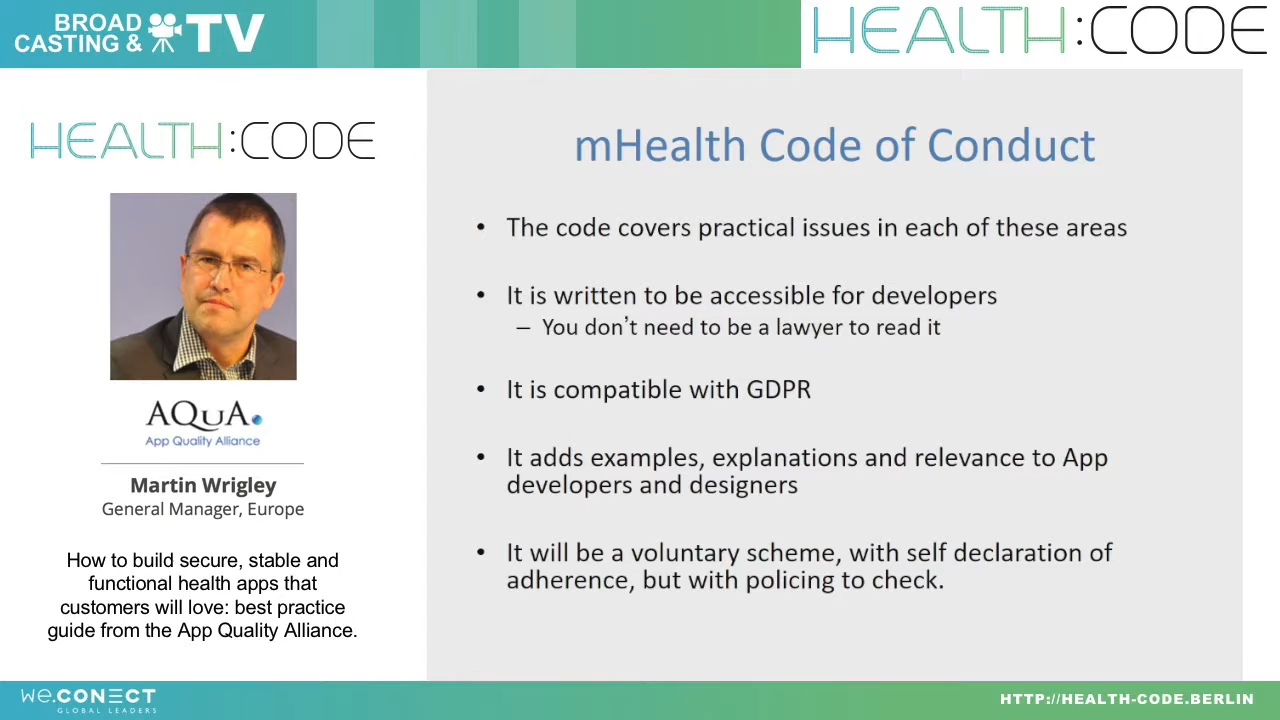 BROAD
CASTING & TV
HEALTH:CODE
HEALTH:CODE
AQuA
App Quality Alliance
Martin Wrigley
General Manager, Europe
How to build secure, stable and
functional health apps that
customers will love: best practice
guide from the App Quality Alliance.
mHealth Code of Conduct
• The code covers practical issues in each of these areas
• It is written to be accessible for developers
– You don't need to be a lawyer to read it
• It is compatible with GDPR
• It adds examples, explanations and relevance to App
developers and designers
• It will be a voluntary scheme, with self declaration of
adherence, but with policing to check.
we.CONECT
GLOBAL LEADERS
HTTP://HEALTH-CODE.BERLIN